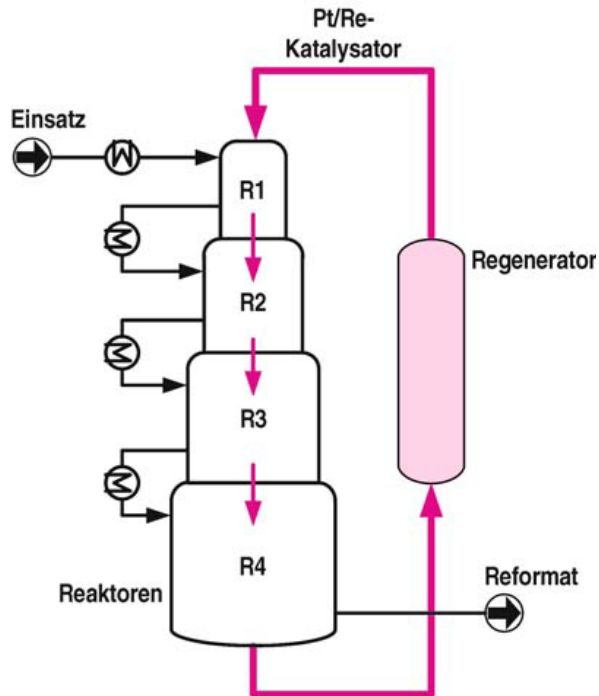 Pt/Re-
Katalysator
Einsatz
R1
Regenerator
R2
R3
R4
Reaktoren
Reformat